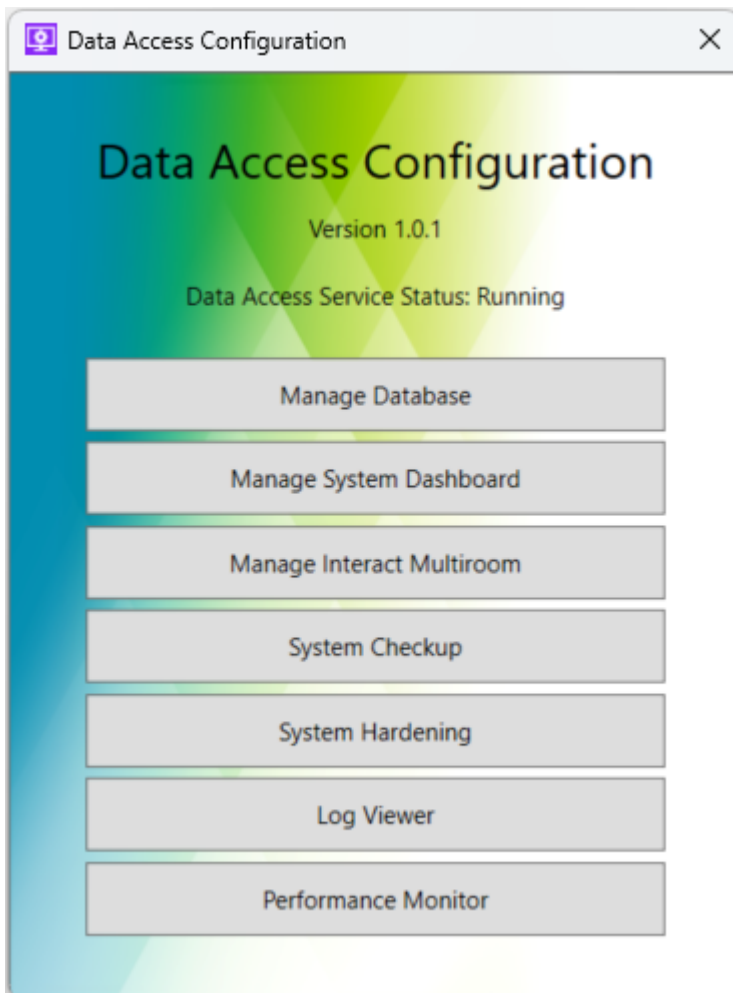 Data Access Configuration
Data Access Configuration
Version 1.0.1
Data Access Service Status: Running
Manage Database
Manage System Dashboard
Manage Interact Multiroom
System Checkup
System Hardening
Log Viewer
Performance Monitor